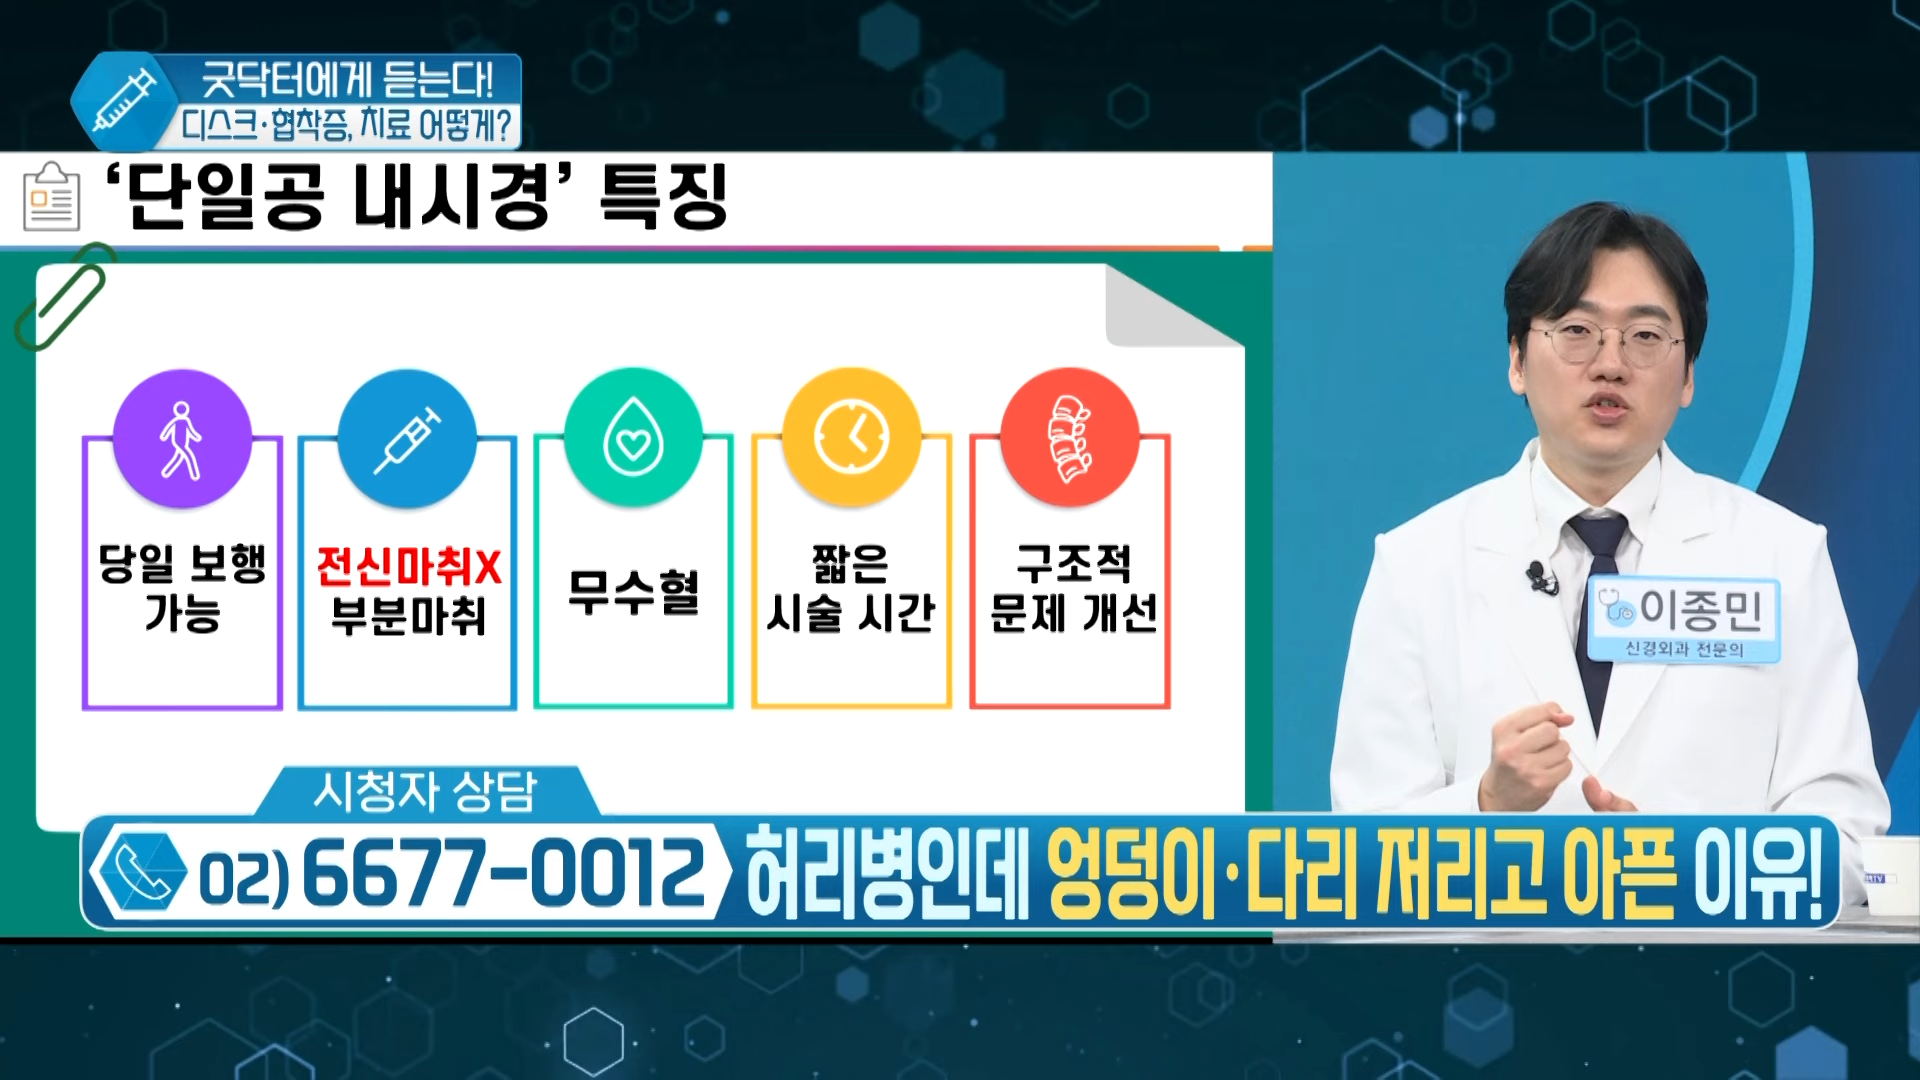 굿닥터에게 듣는다!
디스크·협착증, 치료 어떻게?
‘단일공 내시경’ 특징
당일 보행
가능
전신마취X
부분마취
무수혈
짧은
시술 시간
구조적
문제 개선
이종민
신경외과 전문의
시청자 상담
02) 6677-0012
허리병인데 엉덩이·다리 저리고 아픈 이유!